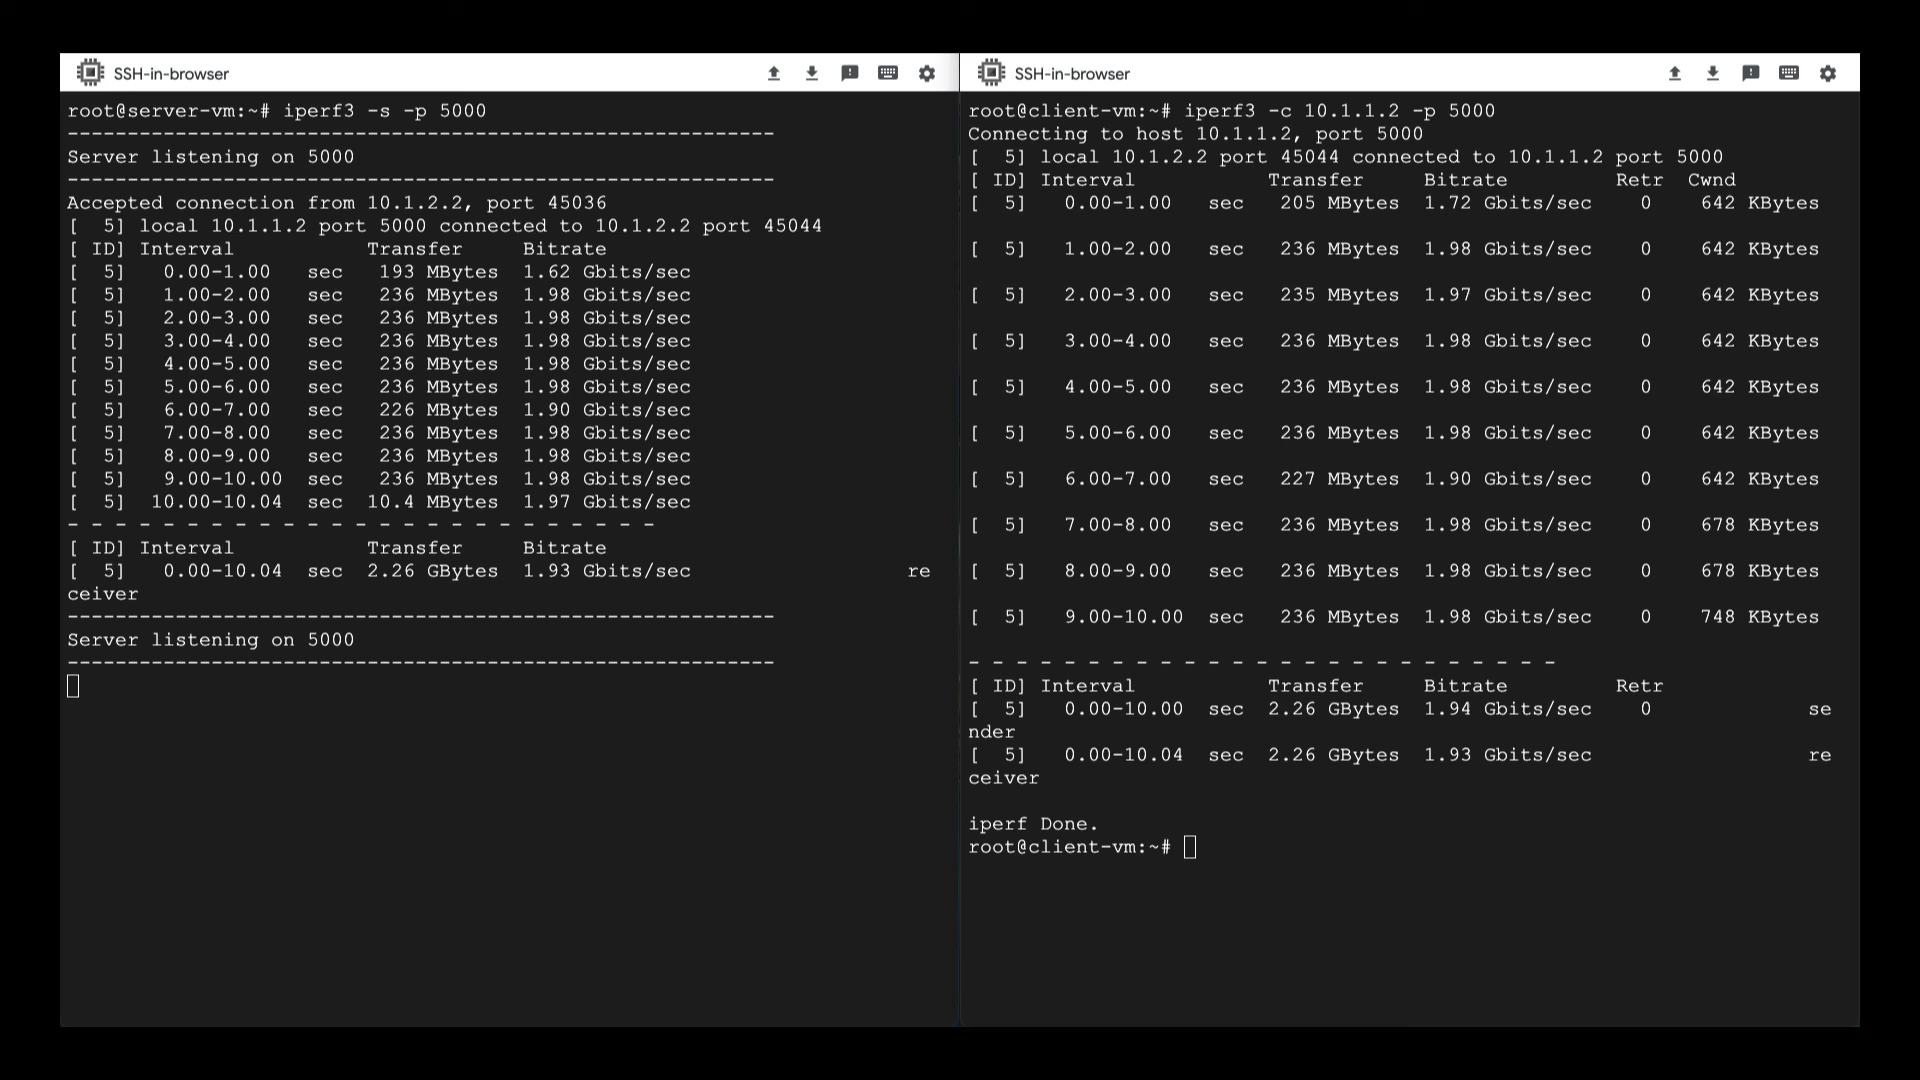 SSH-in-browser
root@server-vm:~# iperf3 -s -p 5000
-----------------------------------------------------------
Server listening on 5000
-----------------------------------------------------------
Accepted connection from 10.1.2.2, port 45036
[  5] local 10.1.1.2 port 5000 connected to 10.1.2.2 port 45044
[ ID] Interval           Transfer     Bitrate
[  5]   0.00-1.00   sec   193 MBytes  1.62 Gbits/sec
[  5]   1.00-2.00   sec   236 MBytes  1.98 Gbits/sec
[  5]   2.00-3.00   sec   236 MBytes  1.98 Gbits/sec
[  5]   3.00-4.00   sec   236 MBytes  1.98 Gbits/sec
[  5]   4.00-5.00   sec   236 MBytes  1.98 Gbits/sec
[  5]   5.00-6.00   sec   236 MBytes  1.98 Gbits/sec
[  5]   6.00-7.00   sec   226 MBytes  1.90 Gbits/sec
[  5]   7.00-8.00   sec   236 MBytes  1.98 Gbits/sec
[  5]   8.00-9.00   sec   236 MBytes  1.98 Gbits/sec
[  5]   9.00-10.00  sec   236 MBytes  1.98 Gbits/sec
[  5]  10.00-10.04  sec  10.4 MBytes  1.97 Gbits/sec
- - - - - - - - - - - - - - - - - - - - - - - - -
[ ID] Interval           Transfer     Bitrate
[  5]   0.00-10.04  sec  2.26 GBytes  1.93 Gbits/sec                  re
ceiver
-----------------------------------------------------------
Server listening on 5000
-----------------------------------------------------------
SSH-in-browser
root@client-vm:~# iperf3 -c 10.1.1.2 -p 5000
Connecting to host 10.1.1.2, port 5000
[  5] local 10.1.2.2 port 45044 connected to 10.1.1.2 port 5000
[ ID] Interval           Transfer     Bitrate         Retr  Cwnd
[  5]   0.00-1.00   sec   205 MBytes  1.72 Gbits/sec    0    642 KBytes
[  5]   1.00-2.00   sec   236 MBytes  1.98 Gbits/sec    0    642 KBytes
[  5]   2.00-3.00   sec   235 MBytes  1.97 Gbits/sec    0    642 KBytes
[  5]   3.00-4.00   sec   236 MBytes  1.98 Gbits/sec    0    642 KBytes
[  5]   4.00-5.00   sec   236 MBytes  1.98 Gbits/sec    0    642 KBytes
[  5]   5.00-6.00   sec   236 MBytes  1.98 Gbits/sec    0    642 KBytes
[  5]   6.00-7.00   sec   227 MBytes  1.90 Gbits/sec    0    642 KBytes
[  5]   7.00-8.00   sec   236 MBytes  1.98 Gbits/sec    0    678 KBytes
[  5]   8.00-9.00   sec   236 MBytes  1.98 Gbits/sec    0    678 KBytes
[  5]   9.00-10.00  sec   236 MBytes  1.98 Gbits/sec    0    748 KBytes
- - - - - - - - - - - - - - - - - - - - - - - - -
[ ID] Interval           Transfer     Bitrate         Retr
[  5]   0.00-10.00  sec  2.26 GBytes  1.94 Gbits/sec    0             se
nder
[  5]   0.00-10.04  sec  2.26 GBytes  1.93 Gbits/sec                  re
ceiver
iperf Done.
root@client-vm:~#